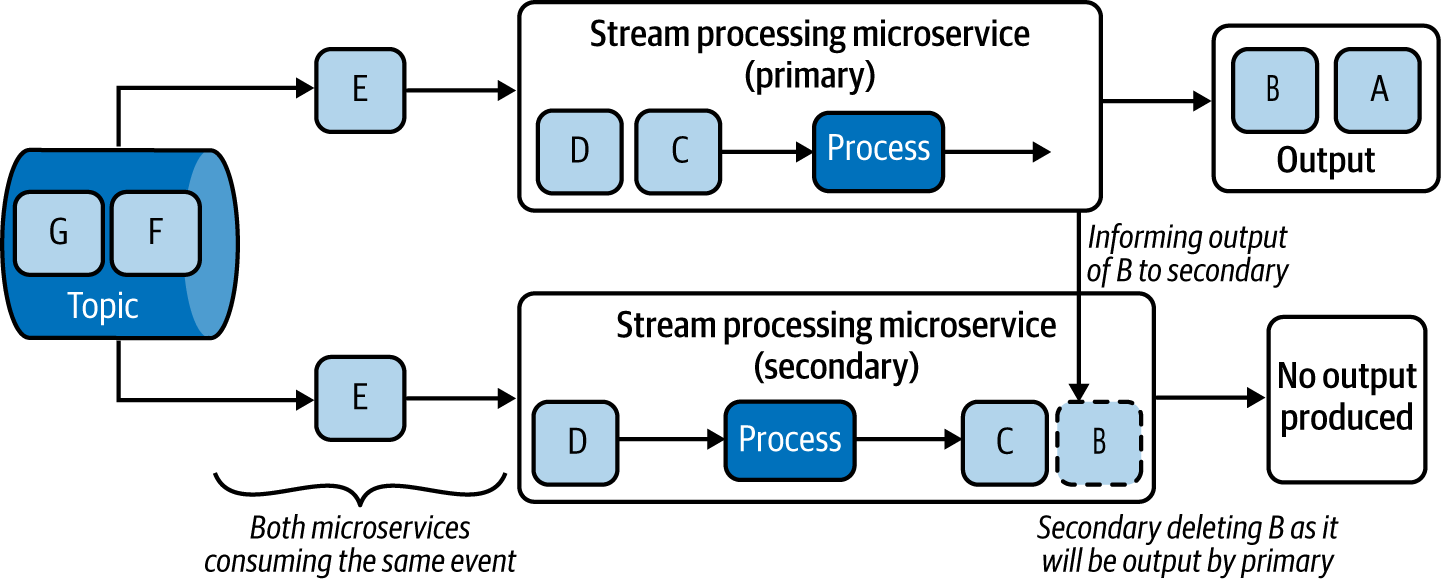 E
Stream processing microservice
(primary)
D
C
Process
B
A
Output
G
F
Topic
Informing output
of B to secondary
E
Stream processing microservice
(secondary)
D
Process
C
B
No output
produced
Both microservices
consuming the same event
Secondary deleting B as it
will be output by primary